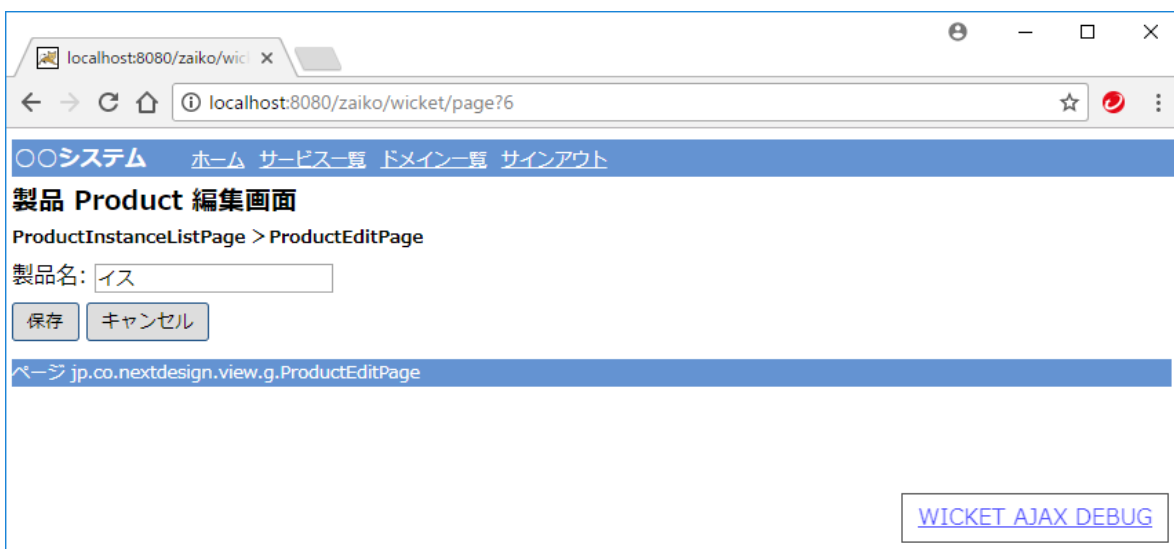 localhost:8080/zaiko/wic
localhost:8080/zaiko/wicket/page?6
○○システム ホーム サービス一覧 ドメイン一覧 サインアウト
製品 Product 編集画面
ProductInstanceListPage > ProductEditPage
製品名: イス
保存 キャンセル
ページ jp.co.nextdesign.view.g.ProductEditPage
WICKET AJAX DEBUG